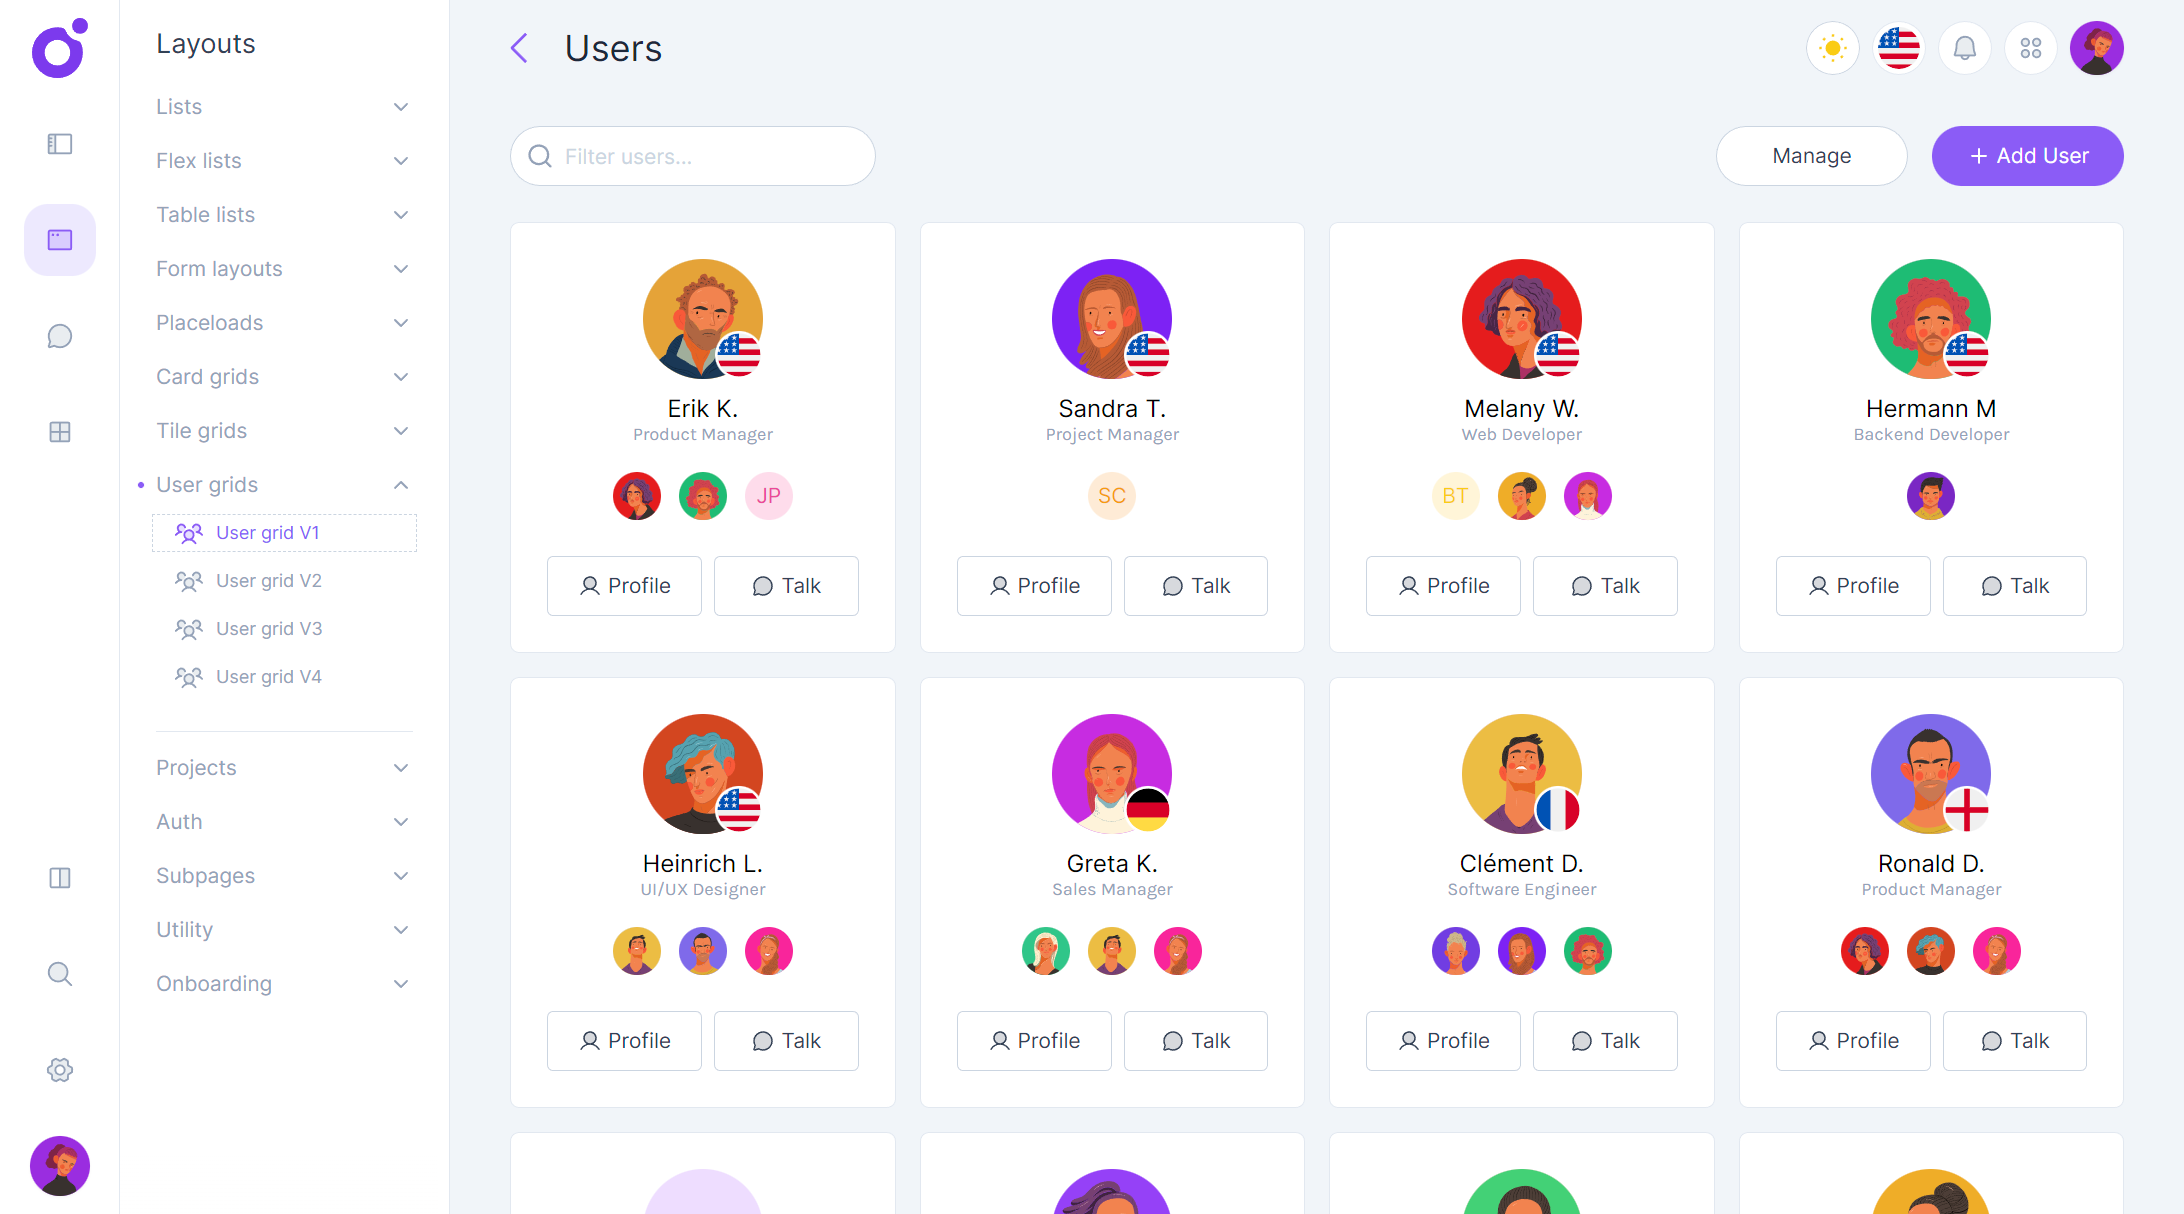 Layouts
Lists
Flex lists
Table lists
Form layouts
Placeloads
Card grids
Tile grids
User grids
User grid V1
User grid V2
User grid V3
User grid V4
Projects
Auth
Subpages
Utility
Onboarding
Users
Filter users...
Manage
+ Add User
Erik K.
Product Manager
JP
Profile
Talk
Sandra T.
Project Manager
SC
Profile
Talk
Melany W.
Web Developer
BT
Profile
Talk
Hermann M
Backend Developer
Profile
Talk
Heinrich L.
UI/UX Designer
Profile
Talk
Greta K.
Sales Manager
Profile
Talk
Clément D.
Software Engineer
Profile
Talk
Ronald D.
Product Manager
Profile
Talk